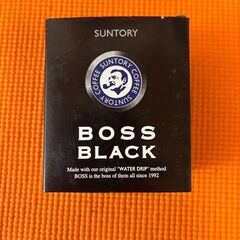 SUNTORY
SUNTORY COFFEE SUNTORY COFFEE
BOSS
BLACK
Made with our original "WATER DRIP" method
BOSS is the boss of them all since 1992